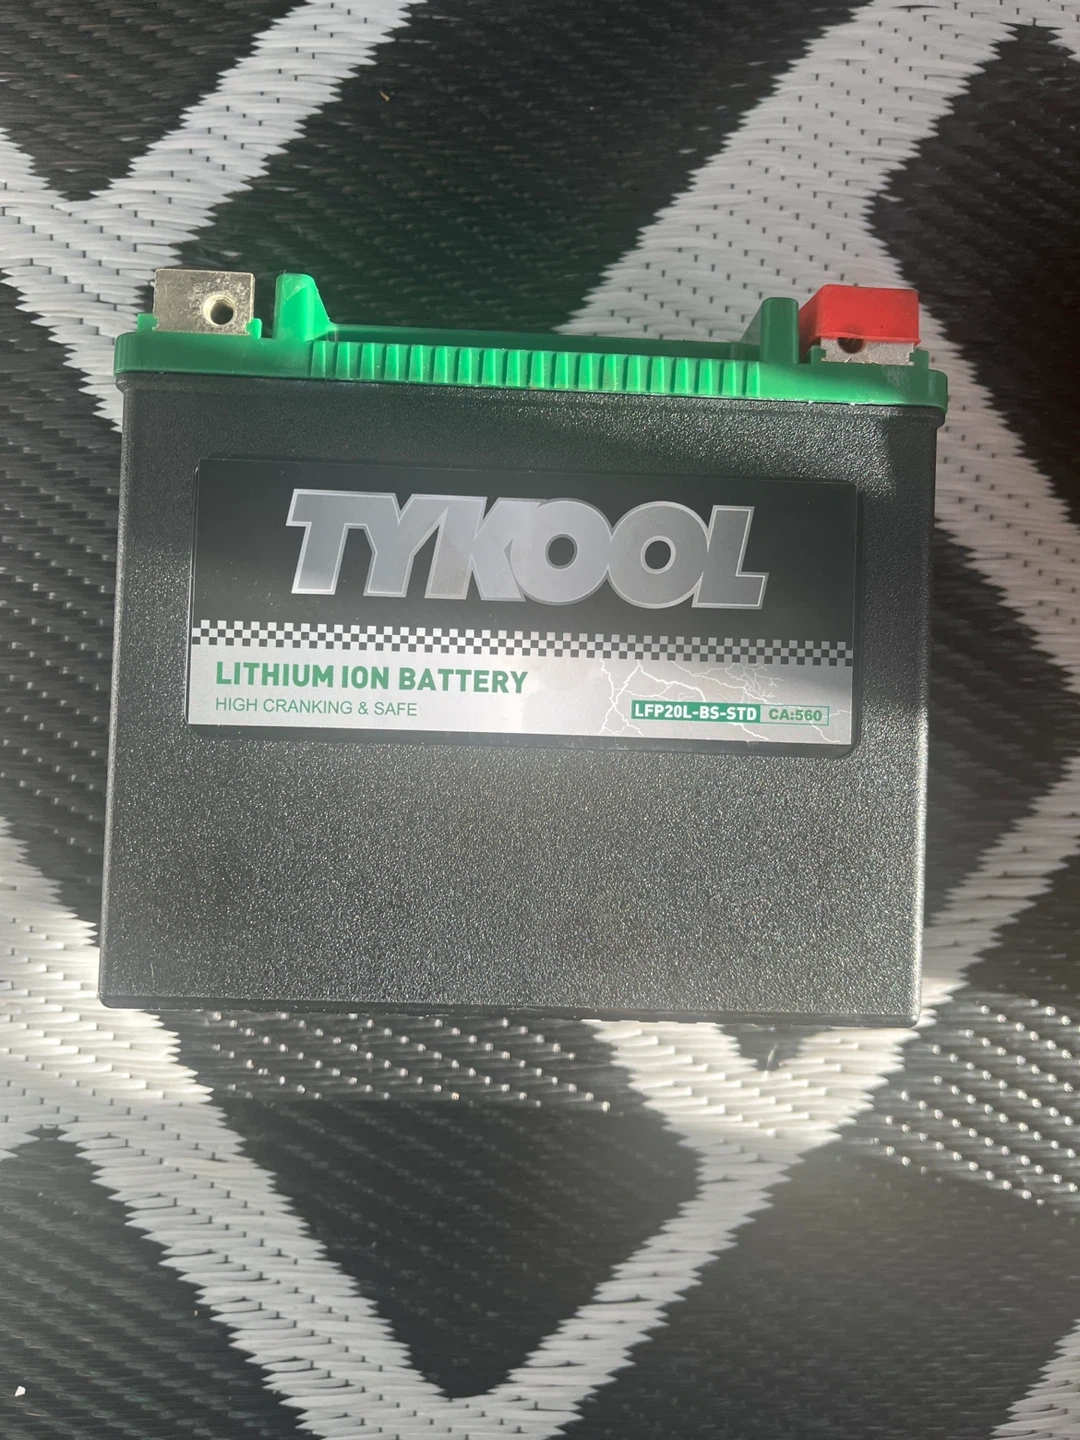 TYKOOL
LITHIUM ION BATTERY
HIGH CRANKING & SAFE
LFP20L-BS-STD CA:560